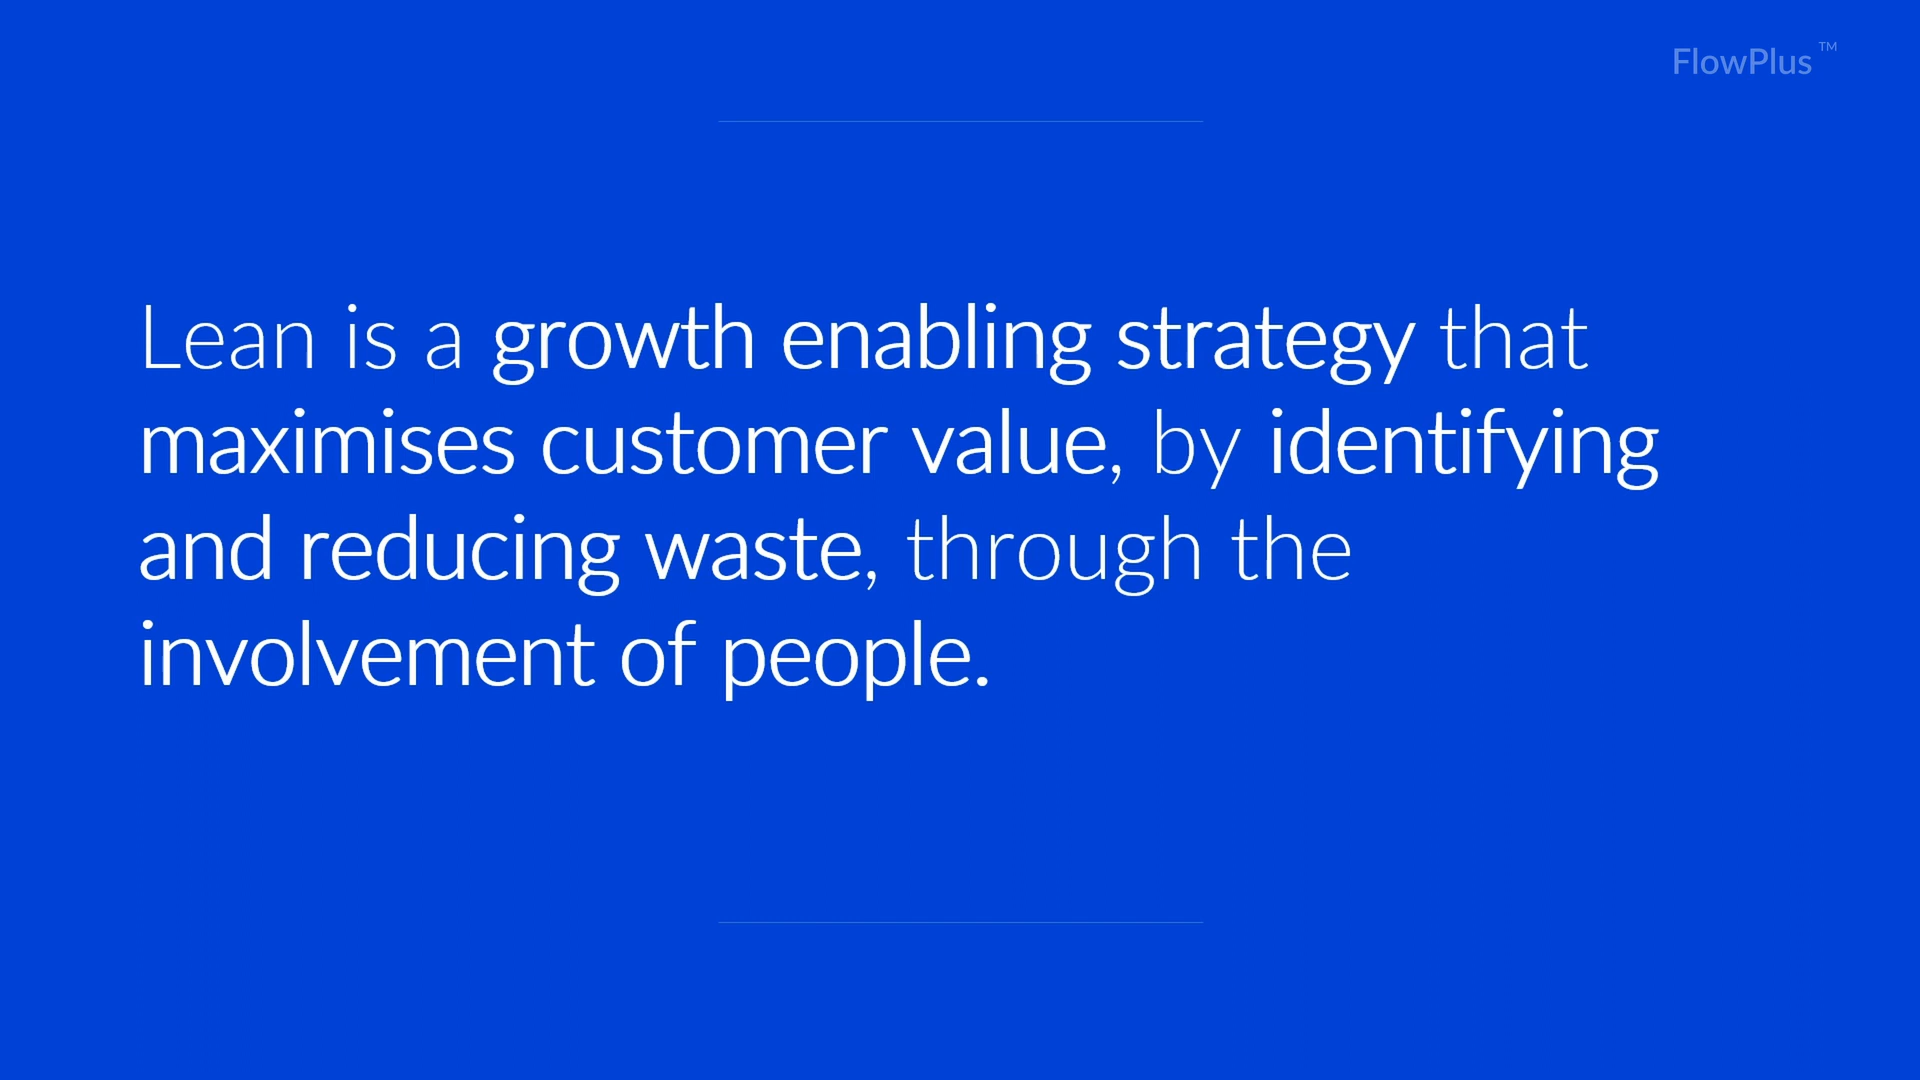 FlowPlus™
Lean is a growth enabling strategy that
maximises customer value, by identifying
and reducing waste, through the
involvement of people.